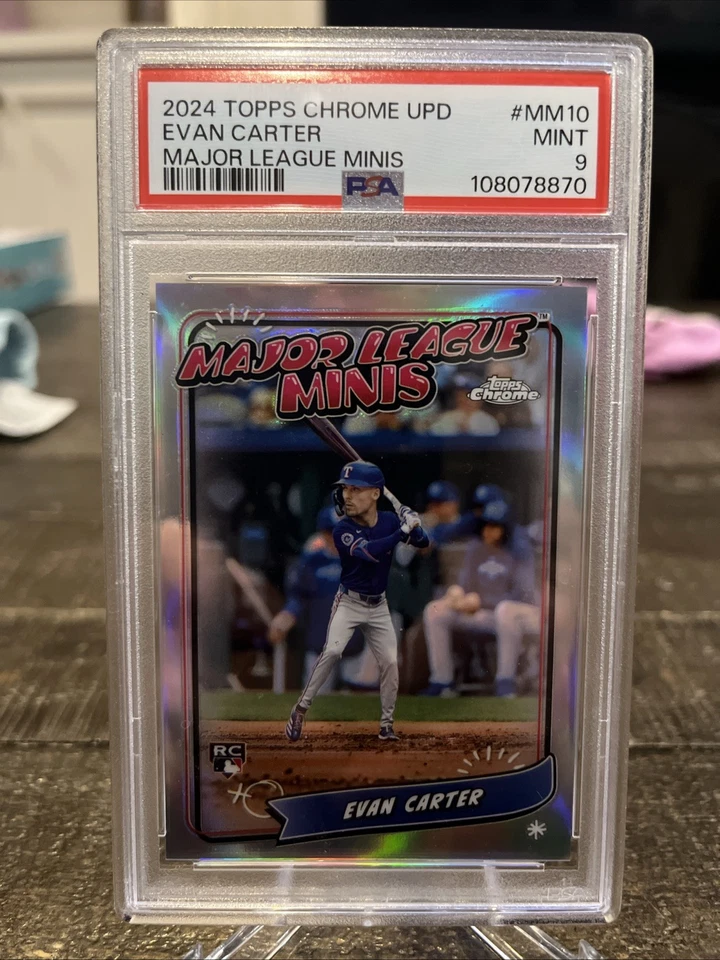 2024 TOPPS CHROME UPD #MM10
EVAN CARTER MINT
MAJOR LEAGUE MINIS 9
PSA 108078870
MAJOR LEAGUE™
MINIS
Topps
Chrome
T
RC
EVAN CARTER